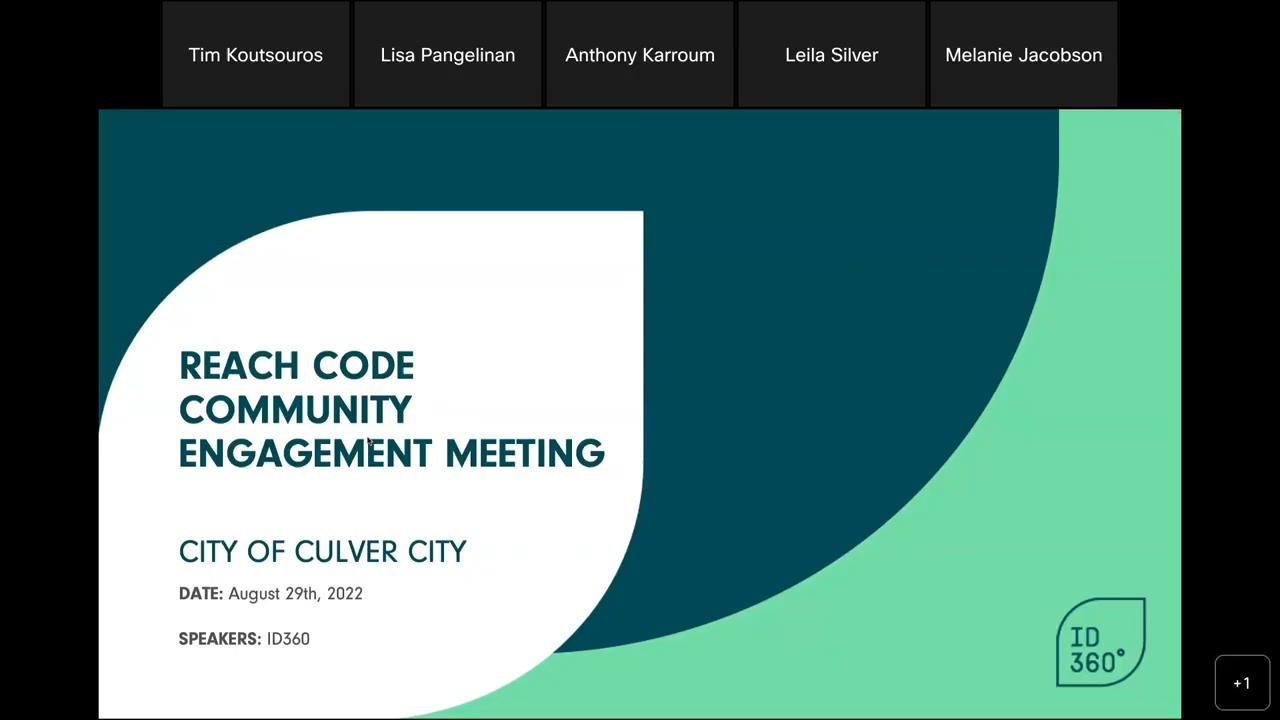 Tim Koutsouros
Lisa Pangelinan
Anthony Karroum
Leila Silver
Melanie Jacobson
REACH CODE
COMMUNITY
ENGAGEMENT MEETING
CITY OF CULVER CITY
DATE: August 29th, 2022
SPEAKERS: ID360
ID
360°
+1